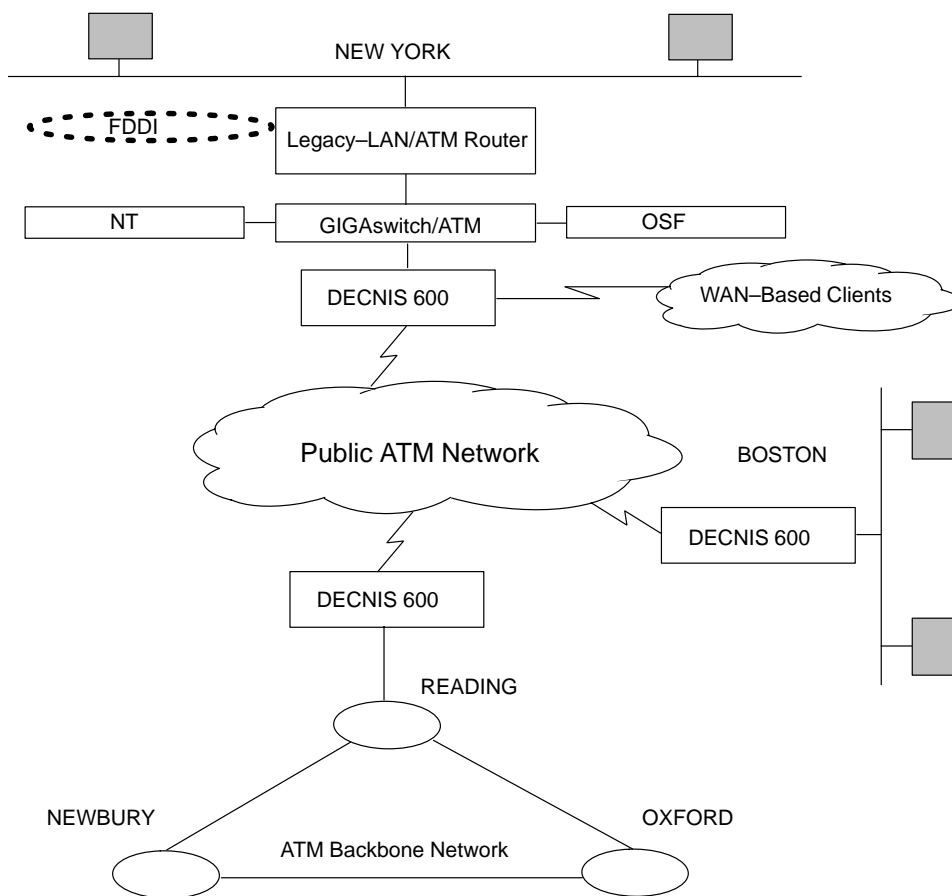 NEW YORK
FDDI
Legacy–LAN/ATM Router
NT
GIGAswitch/ATM
OSF
DECNIS 600
WAN–Based Clients
Public ATM Network
BOSTON
DECNIS 600
DECNIS 600
READING
NEWBURY
OXFORD
ATM Backbone Network